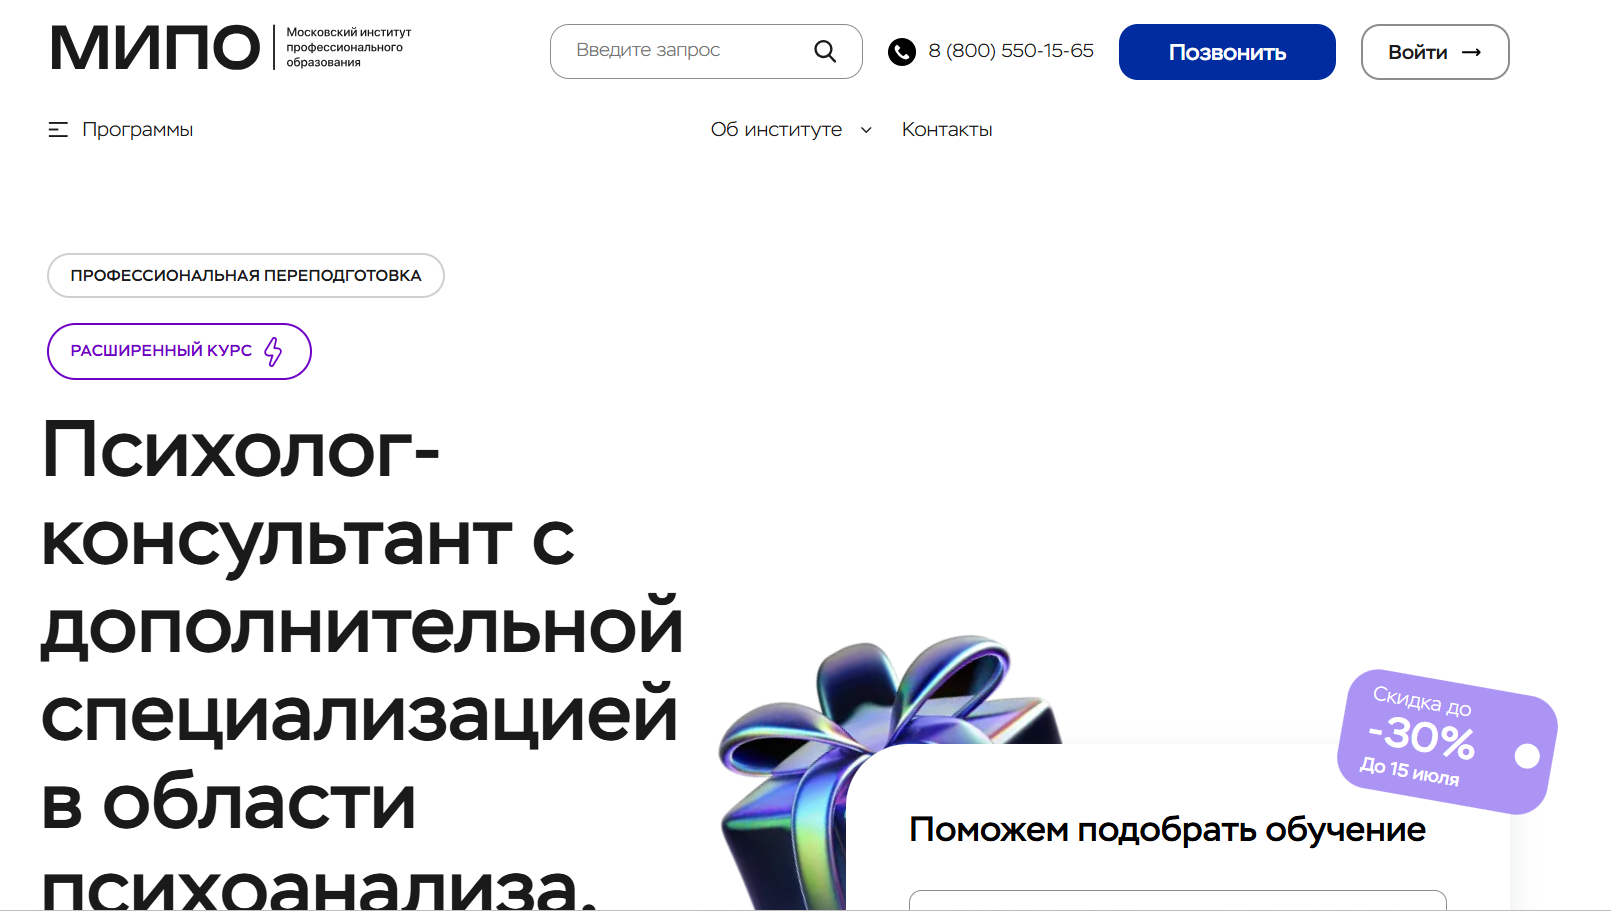 МИПО
Московский институт
профессионального
образования
Введите запрос
8 (800) 550-15-65
Позвонить
Войти →
Программы
Об институте
Контакты
ПРОФЕССИОНАЛЬНАЯ ПЕРЕПОДГОТОВКА
РАСШИРЕННЫЙ КУРС
Психолог-
консультант с
дополнительной
специализацией
в области
психоанализа.
Скидка до
-30%
До 15 июля
Поможем подобрать обучение